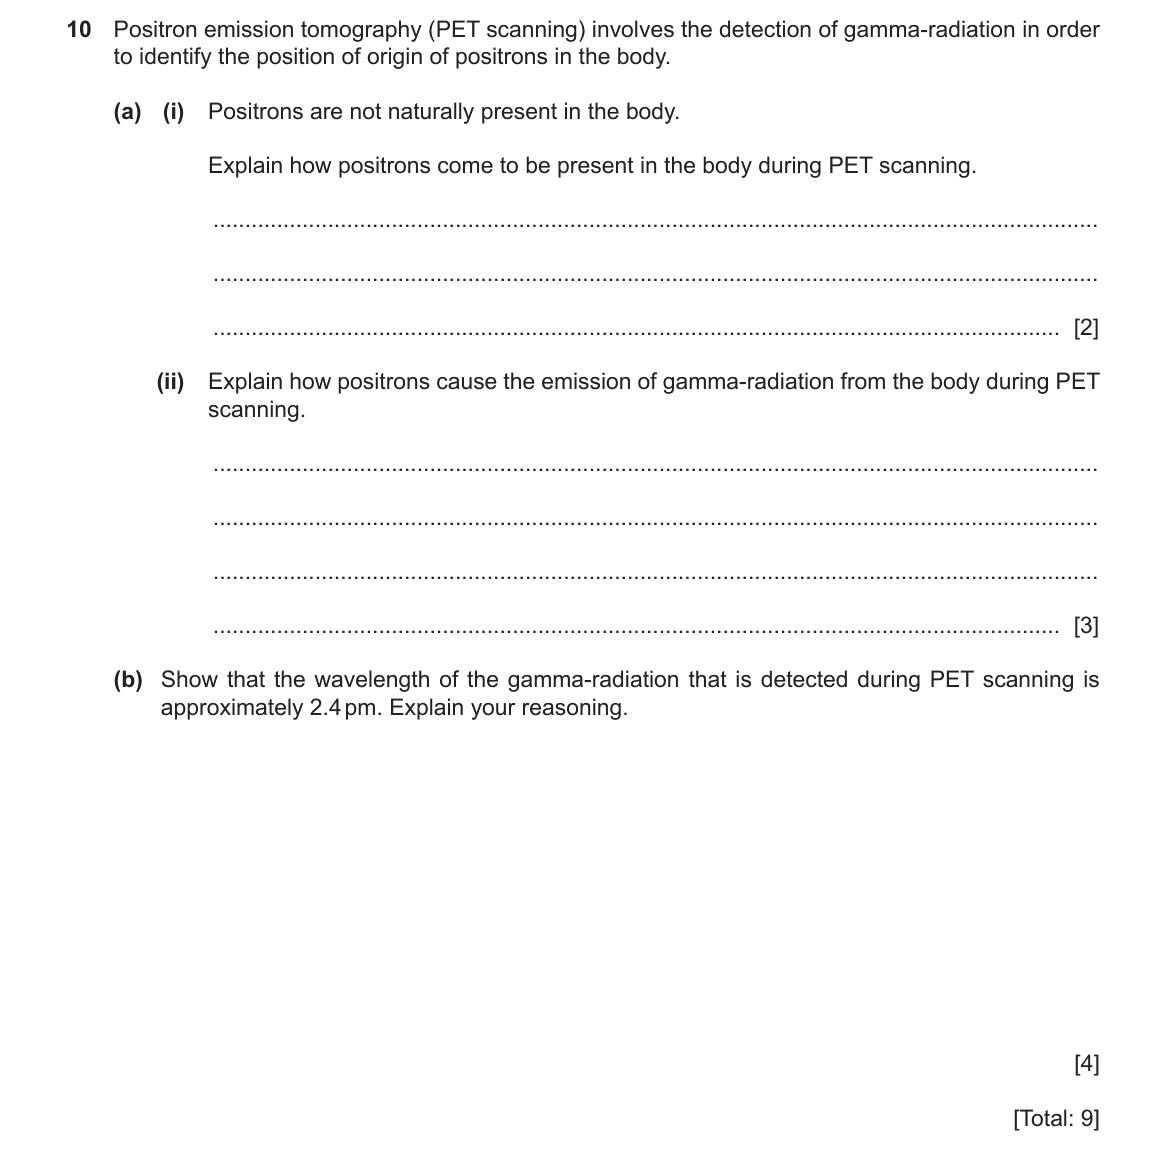 10 Positron emission tomography (PET scanning) involves the detection of gamma-radiation in order
to identify the position of origin of positrons in the body.
(a) (i) Positrons are not naturally present in the body.
Explain how positrons come to be present in the body during PET scanning.
..........................................................................................................................................
..........................................................................................................................................
.................................................................................................................................... [2]
(ii) Explain how positrons cause the emission of gamma-radiation from the body during PET
scanning.
..........................................................................................................................................
..........................................................................................................................................
..........................................................................................................................................
.................................................................................................................................... [3]
(b) Show that the wavelength of the gamma-radiation that is detected during PET scanning is
approximately 2.4 pm. Explain your reasoning.
[4]
[Total: 9]